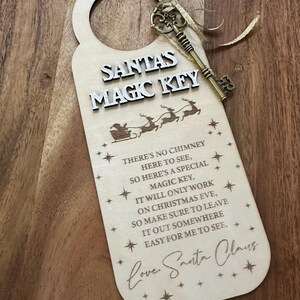 SANTAS
MAGIC KEY
THERE'S NO CHIMNEY
HERE TO SEE,
SO HERE'S A SPECIAL
MAGIC KEY,
IT WILL ONLY WORK
ON CHRISTMAS EVE,
SO MAKE SURE TO LEAVE
IT OUT SOMEWHERE
EASY FOR ME TO SEE.
Love Santa Claus